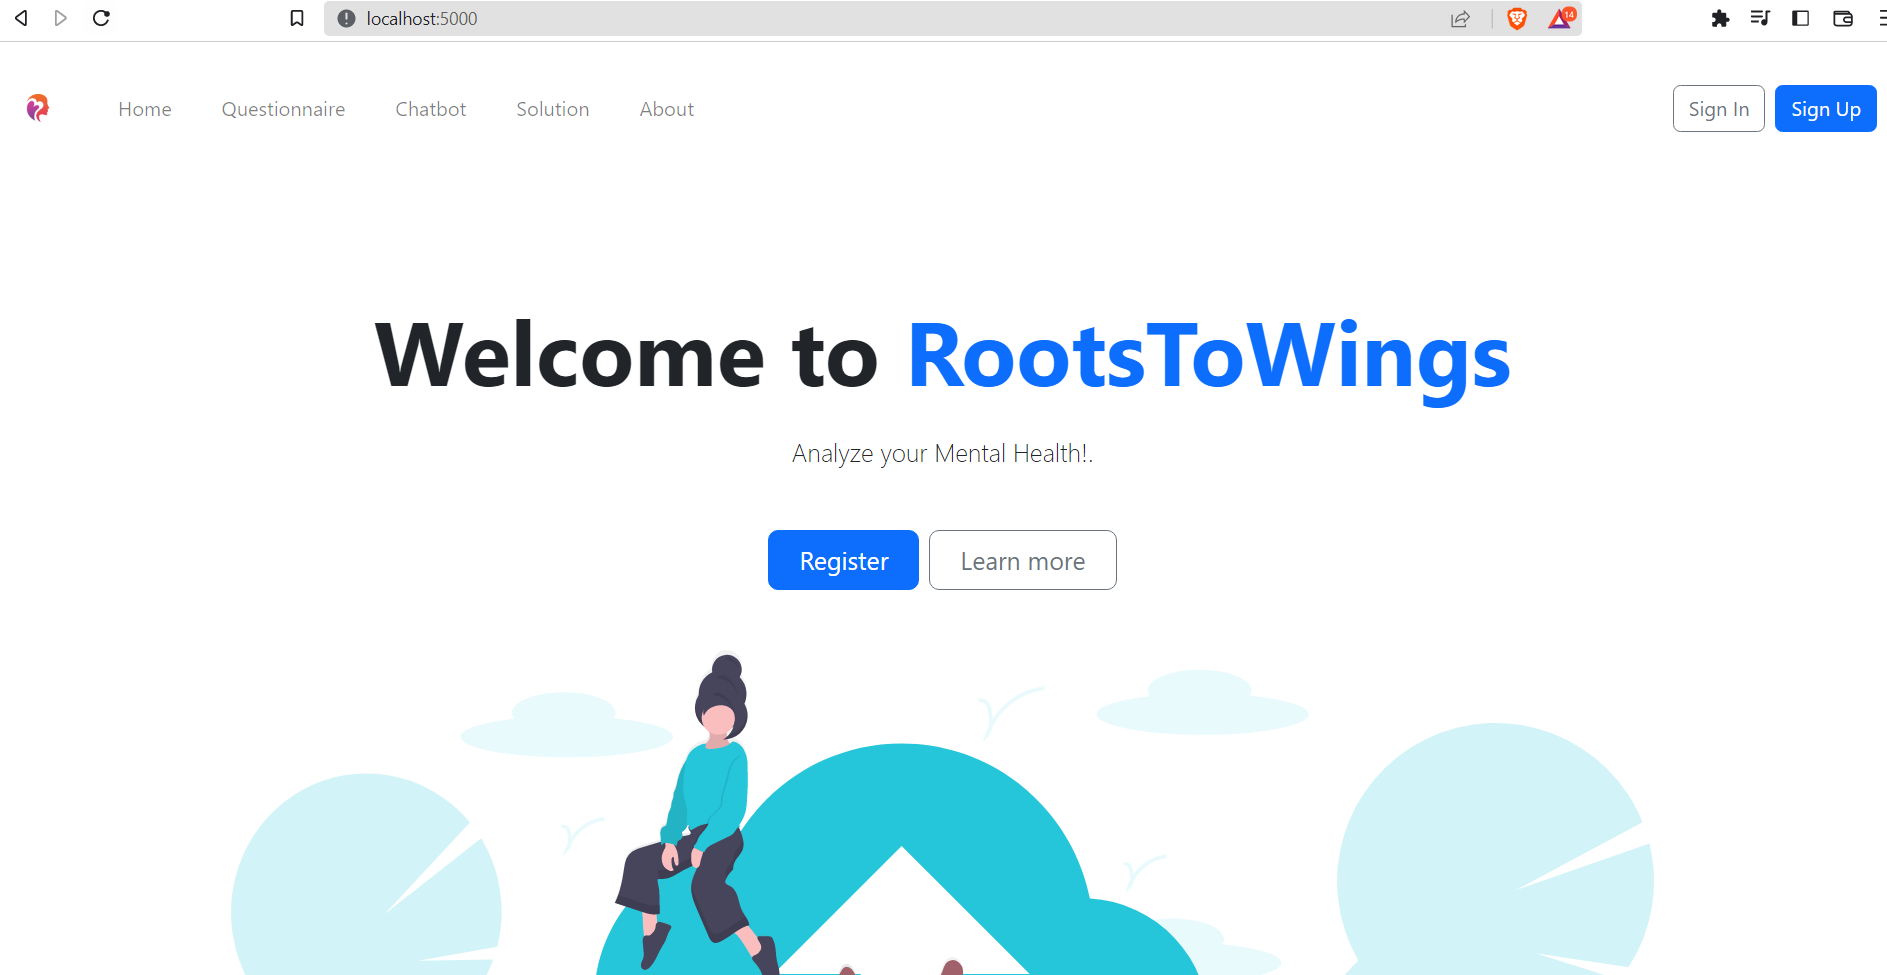 localhost:5000
14
Home Questionnaire Chatbot Solution About Sign In Sign Up
Welcome to RootsToWings
Analyze your Mental Health!.
Register Learn more